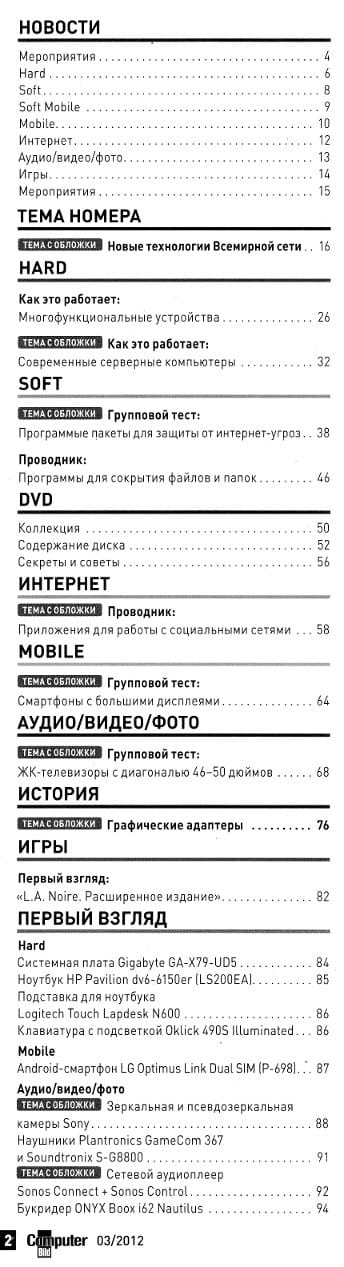 НОВОСТИ
Мероприятия ........ 4
Hard ........ 6
Soft ........ 8
Soft Mobile ........ 9
Mobile ........ 10
Интернет ........ 12
Аудио/видео/фото ........ 13
Игры ........ 14
Мероприятия ........ 15
ТЕМА НОМЕРА
ТЕМА С ОБЛОЖКИ Новые технологии Всемирной сети .. 16
HARD
Как это работает:
Многофункциональные устройства ........ 26
ТЕМА С ОБЛОЖКИ Как это работает:
Современные серверные компьютеры ........ 32
SOFT
ТЕМА С ОБЛОЖКИ Групповой тест:
Програмые пакеты для защиты от интернет-угроз .. 38
Проводник:
Программы для сокрытия файлов и папок ........ 46
DVD
Коллекция ........ 50
Содержание диска ........ 52
Секреты и советы ........ 56
ИНТЕРНЕТ
ТЕМА С ОБЛОЖКИ Проводник:
Приложения для работы с социальными сетями ... 58
MOBILE
ТЕМА С ОБЛОЖКИ Групповой тест:
Смартфоны с большими дисплеями ........ 64
АУДИО/ВИДЕО/ФОТО
ТЕМА С ОБЛОЖКИ Групповой тест:
ЖК-телевизоры с диагональю 46–50 дюймов ...... 68
ИСТОРИЯ
ТЕМА С ОБЛОЖКИ Графические адаптеры .......... 76
ИГРЫ
Первый взгляд:
«L.A. Noire. Расширенное издание» ........ 82
ПЕРВЫЙ ВЗГЛЯД
Hard
Системная плата Gigabyte GA-X79-UD5 ........ 84
Ноутбук HP Pavilion dv6-6150er (LS200EA) ........ 85
Подставка для ноутбука
Logitech Touch Lapdesk N600 ........ 86
Клавиатура с подсветкой Oklick 490S Illuminated ... 86
Mobile
Android-смартфон LG Optimus Link Dual SIM (P-698) ... 87
Аудио/видео/фото
ТЕМА С ОБЛОЖКИ Зеркальная и псевдозеркальная
камеры Sony ........ 88
Наушники Plantronics GameCom 367
и Soundtronix S-G8800 ........ 91
ТЕМА С ОБЛОЖКИ Сетевой аудиоплеер
Sonos Connect + Sonos Control ........ 92
Букридер ONYX Boox i62 Nautilus ........ 94
2 Computer Bild 03/2012